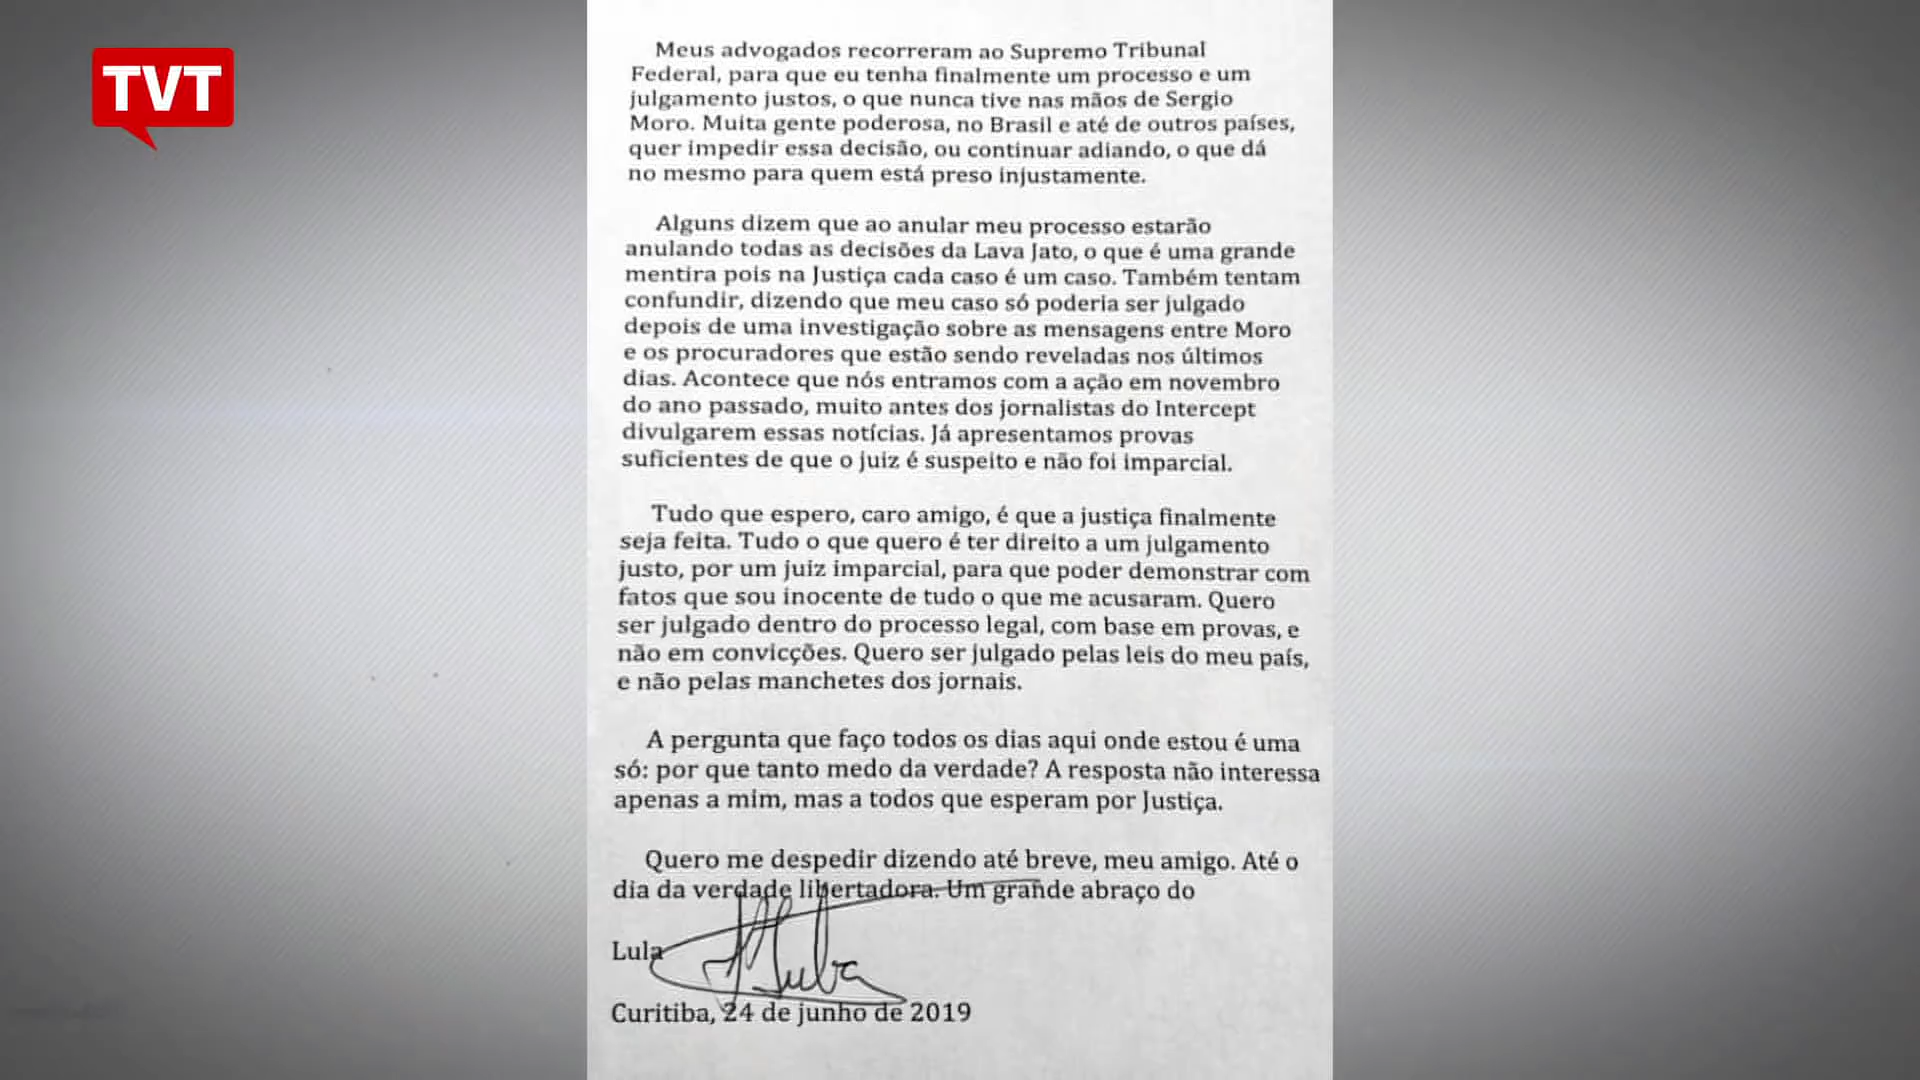 TVT
Meus advogados recorreram ao Supremo Tribunal
Federal, para que eu tenha finalmente um processo e um
julgamento justos, o que nunca tive nas mãos de Sergio
Moro. Muita gente poderosa, no Brasil e até de outros países,
quer impedir essa decisão, ou continuar adiando, o que dá
no mesmo para quem está preso injustamente.
Alguns dizem que ao anular meu processo estarão
anulando todas as decisões da Lava Jato, o que é uma grande
mentira pois na Justiça cada caso é um caso. Também tentam
confundir, dizendo que meu caso só poderia ser julgado
depois de uma investigação sobre as mensagens entre Moro
e os procuradores que estão sendo reveladas nos últimos
dias. Acontece que nós entramos com a ação em novembro
do ano passado, muito antes dos jornalistas do Intercept
divulgarem essas notícias. Já apresentamos provas
suficientes de que o juiz é suspeito e não foi imparcial.
Tudo que espero, caro amigo, é que a justiça finalmente
seja feita. Tudo o que quero é ter direito a um julgamento
justo, por um juiz imparcial, para que poder demonstrar com
fatos que sou inocente de tudo o que me acusaram. Quero
ser julgado dentro do processo legal, com base em provas, e
não em convicções. Quero ser julgado pelas leis do meu país,
e não pelas manchetes dos jornais.
A pergunta que faço todos os dias aqui onde estou é uma
só: por que tanto medo da verdade? A resposta não interessa
apenas a mim, mas a todos que esperam por Justiça.
Quero me despedir dizendo até breve, meu amigo. Até o
dia da verdade libertadora. Um grande abraço do
Lula
Lula
Curitiba, 24 de junho de 2019